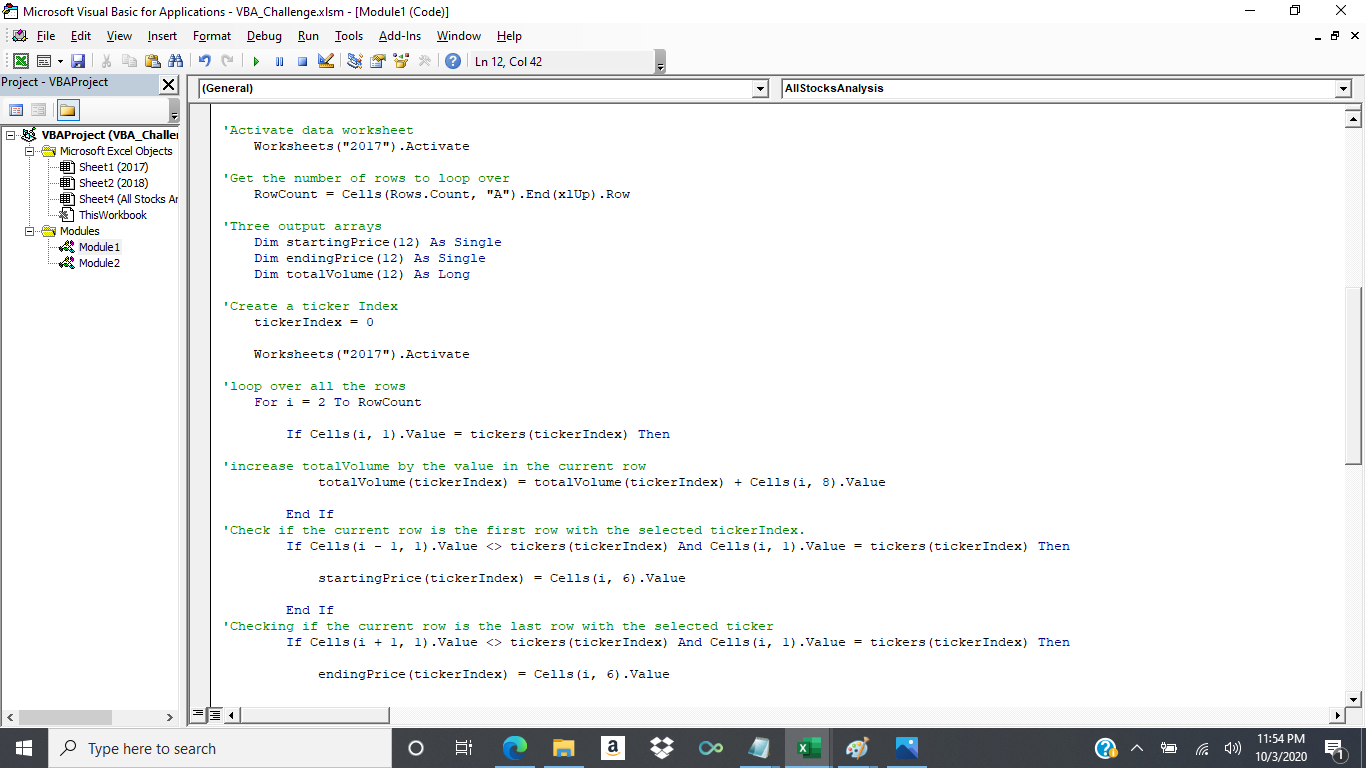 Microsoft Visual Basic for Applications - VBA_Challenge.xlsm - [Module1 (Code)]
File Edit View Insert Format Debug Run Tools Add-Ins Window Help
Ln 12, Col 42
Project - VBAProject
(General)
AllStocksAnalysis
VBAProject (VBA_Challer
Microsoft Excel Objects
Sheet1 (2017)
Sheet2 (2018)
Sheet4 (All Stocks Ar
ThisWorkbook
Modules
Module1
Module2
'Activate data worksheet
Worksheets("2017").Activate
'Get the number of rows to loop over
RowCount = Cells(Rows.Count, "A").End(xlUp).Row
'Three output arrays
Dim startingPrice(12) As Single
Dim endingPrice(12) As Single
Dim totalVolume(12) As Long
'Create a ticker Index
tickerIndex = 0
Worksheets("2017").Activate
'loop over all the rows
For i = 2 To RowCount
If Cells(i, 1).Value = tickers(tickerIndex) Then
'increase totalVolume by the value in the current row
totalVolume(tickerIndex) = totalVolume(tickerIndex) + Cells(i, 8).Value
End If
'Check if the current row is the first row with the selected tickerIndex.
If Cells(i - 1, 1).Value <> tickers(tickerIndex) And Cells(i, 1).Value = tickers(tickerIndex) Then
startingPrice(tickerIndex) = Cells(i, 6).Value
End If
'Checking if the current row is the last row with the selected ticker
If Cells(i + 1, 1).Value <> tickers(tickerIndex) And Cells(i, 1).Value = tickers(tickerIndex) Then
endingPrice(tickerIndex) = Cells(i, 6).Value
Type here to search
11:54 PM
10/3/2020
1